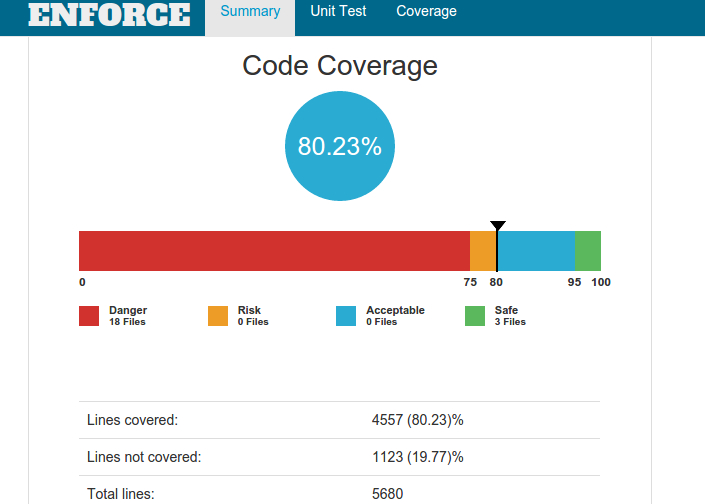 ENFORCE Summary Unit Test Coverage
Code Coverage
80.23%
0 75 80 95 100
Danger Risk Acceptable Safe
18 Files 0 Files 0 Files 3 Files
Lines covered: 4557 (80.23)%
Lines not covered: 1123 (19.77)%
Total lines: 5680